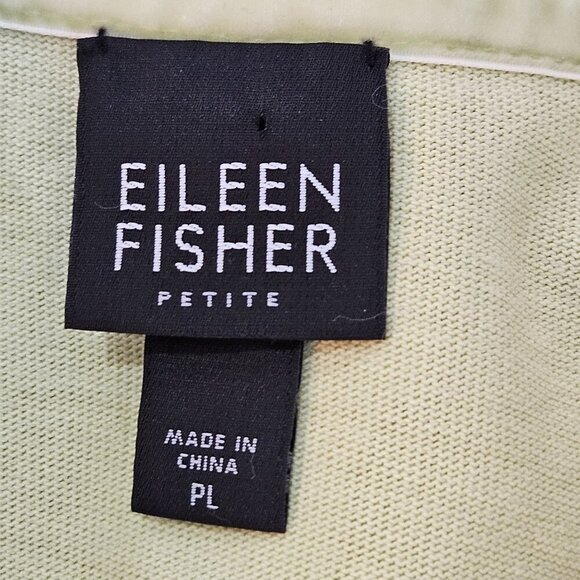 EILEEN
FISHER
PETITE
MADE IN
CHINA
PL